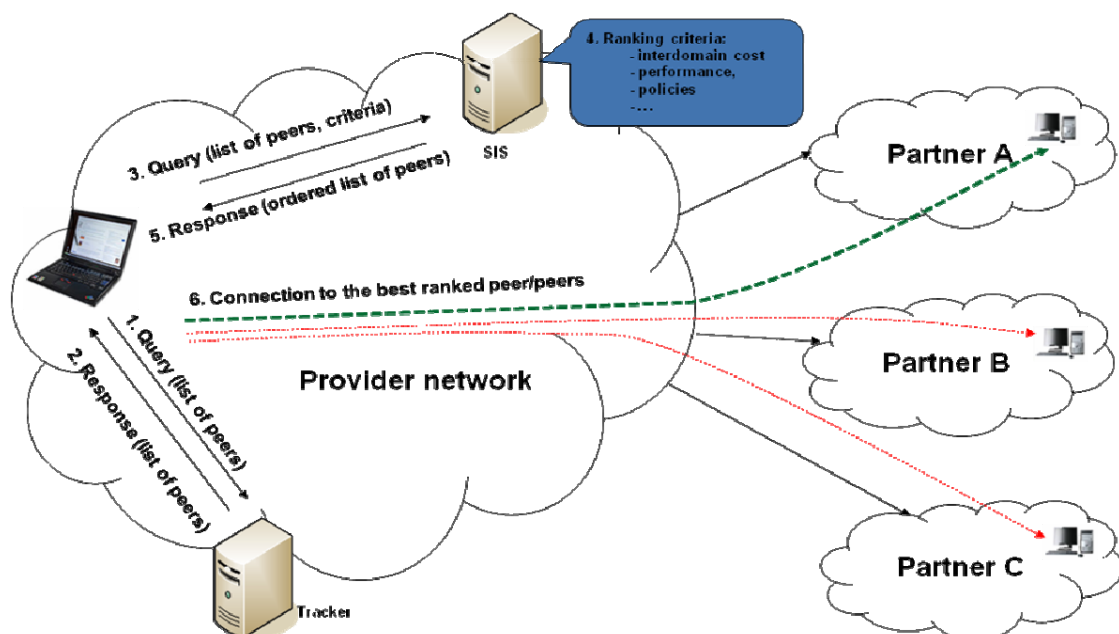 4. Ranking criteria:
- interdomain cost
- performance,
- policies
-...
SIS
3. Query (list of peers, criteria)
5. Response (ordered list of peers)
Partner A
6. Connection to the best ranked peer/peers
1. Query (list of peers)
2. Response (list of peers)
Provider network
Partner B
Partner C
Tracker